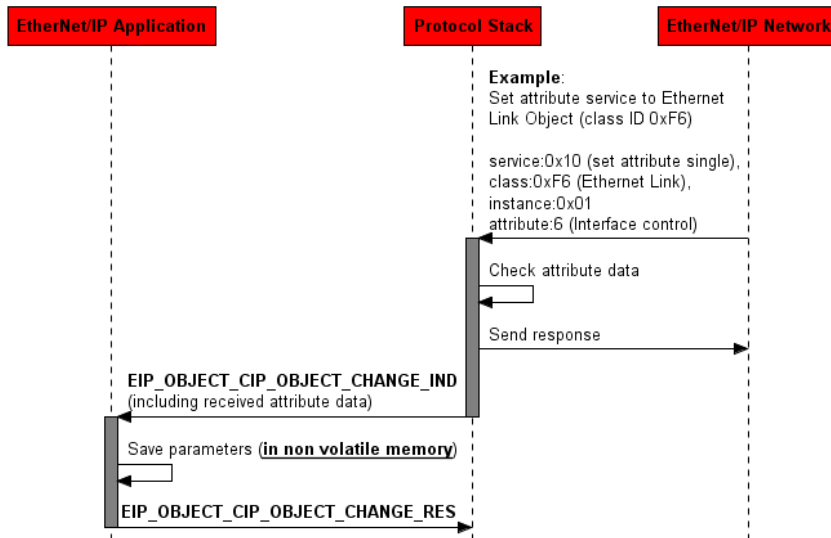 EtherNet/IP Application
Protocol Stack
EtherNet/IP Network
Example:
Set attribute service to Ethernet
Link Object (class ID 0xF6)
service:0x10 (set attribute single),
class:0xF6 (Ethernet Link),
instance:0x01
attribute:6 (Interface control)
Check attribute data
Send response
EIP_OBJECT_CIP_OBJECT_CHANGE_IND
(including received attribute data)
Save parameters (in non volatile memory)
EIP_OBJECT_CIP_OBJECT_CHANGE_RES